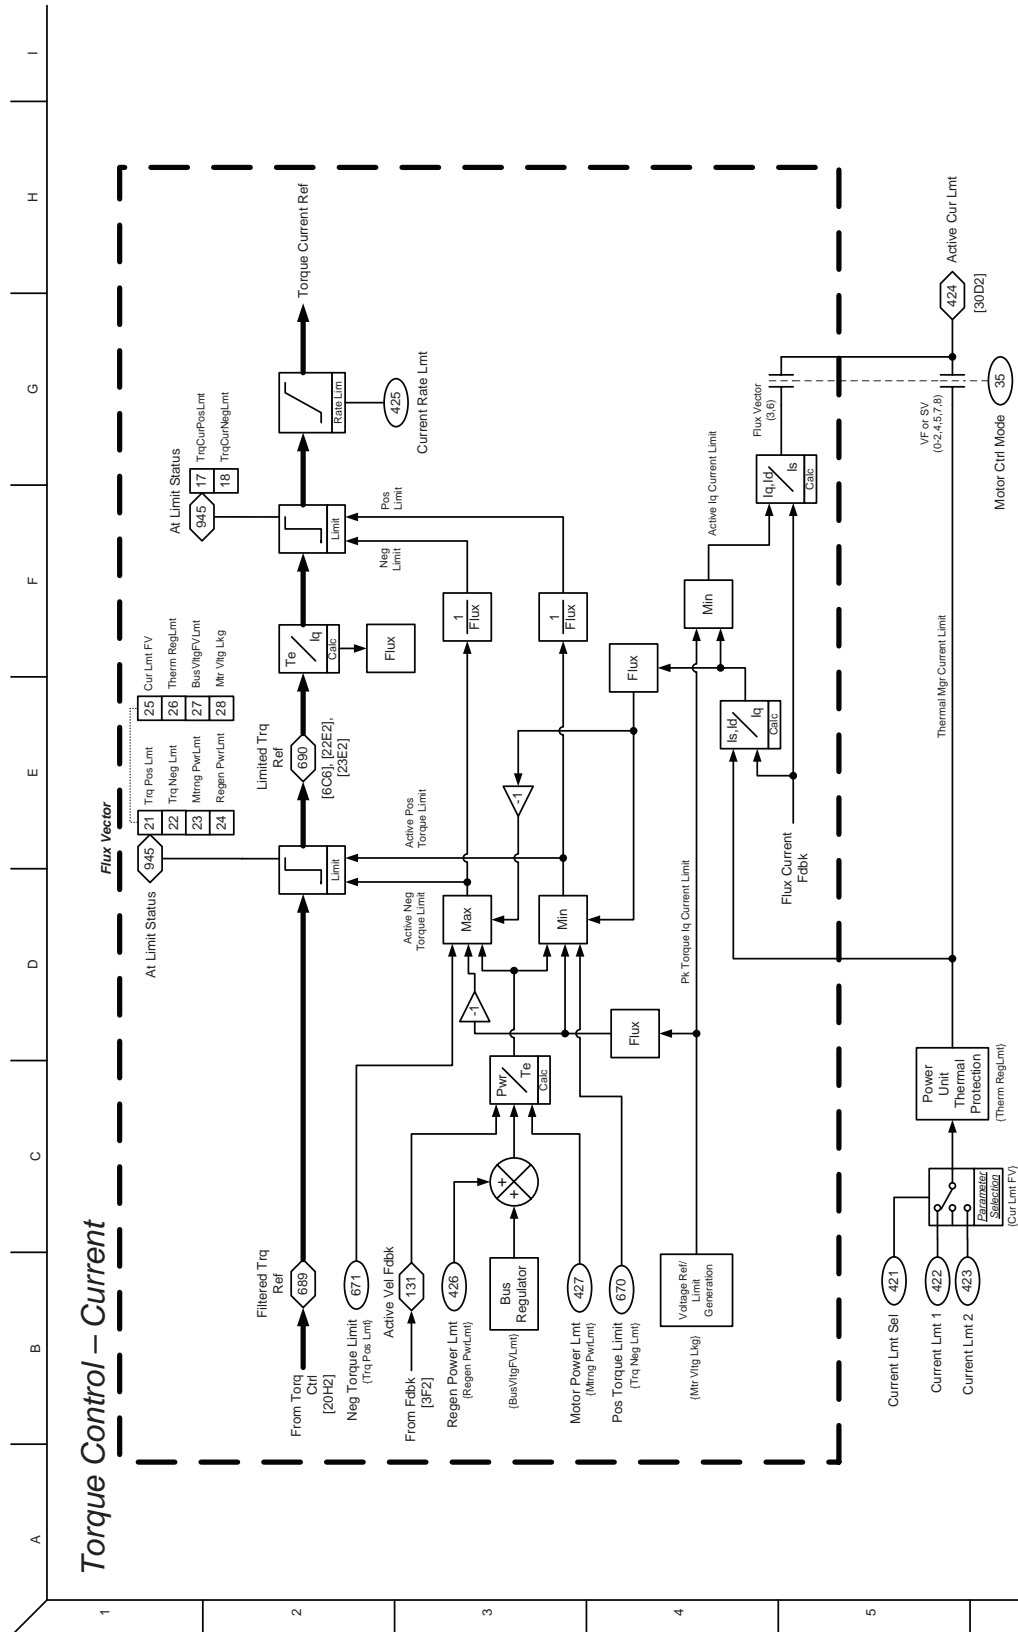 A
B
C
D
E
F
G
H
I
1
2
3
4
5
Torque Control – Current
Flux Vector
At Limit Status
945
21
Trq Pos Lmt
22
Trq Neg Lmt
23
Mtrng PwrLmt
24
Regen PwrLmt
25
Cur Lmt FV
26
Therm RegLmt
27
BusVltgFVLmt
28
Mtr Vltg Lkg
At Limit Status
945
17
TrqCurPosLmt
18
TrqCurNegLmt
From Torq
Ctrl
[20H2]
Filtered Trq
Ref
689
Limit
Limited Trq
Ref
690
[6C6], [22E2],
[23E2]
Te
Iq
Calc
Flux
Limit
Neg
Limit
Pos
Limit
Rate Lim
425
Current Rate Lmt
Torque Current Ref
671
Neg Torque Limit
(Trq Pos Lmt)
Active Vel Fdbk
131
From Fdbk
[3F2]
426
Regen Power Lmt
(Regen PwrLmt)
Bus
Regulator
(BusVltgFVLmt)
+
+
Pwr
Te
Calc
427
Motor Power Lmt
(Mtrng PwrLmt)
670
Pos Torque Limit
(Trq Neg Lmt)
-1
Max
Active Neg
Torque Limit
Active Pos
Torque Limit
-1
Min
1
Flux
1
Flux
Flux
Flux
Voltage Ref/
Limit
Generation
(Mtr Vltg Lkg)
Pk Torque Iq Current Limit
Min
Active Iq Current Limit
Is,Id
Iq
Calc
Iq,Id
Is
Calc
Flux Current
Fdbk
Flux Vector
(3,6)
VF or SV
(0-2,4,5,7,8)
424
Active Cur Lmt
[30D2]
35
Motor Ctrl Mode
Thermal Mgr Current Limit
421
Current Lmt Sel
422
Current Lmt 1
423
Current Lmt 2
Parameter
Selection
(Cur Lmt FV)
Power
Unit
Thermal
Protection
(Therm RegLmt)